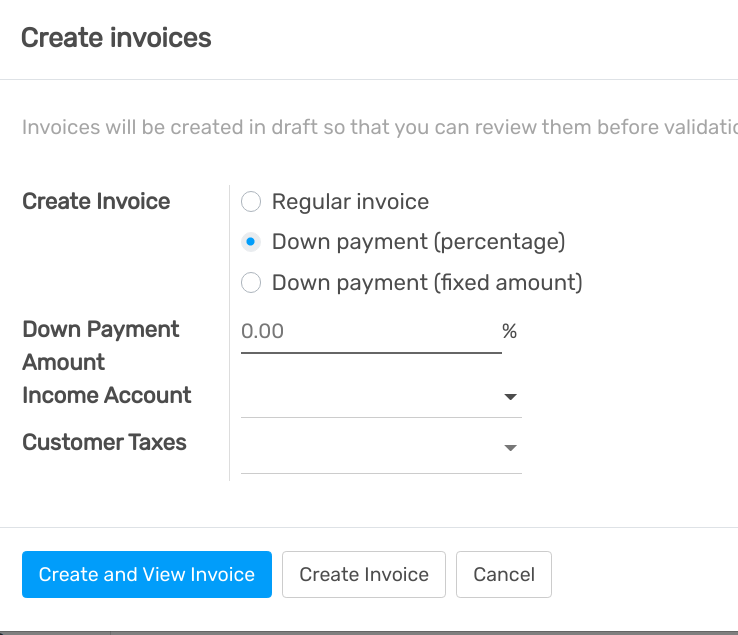 Create invoices
Invoices will be created in draft so that you can review them before
Create Invoice
Regular invoice
Down payment (percentage)
Down payment (fixed amount)
Down Payment
Amount
0.00 %
Income Account
Customer Taxes
Create and View Invoice
Create Invoice
Cancel